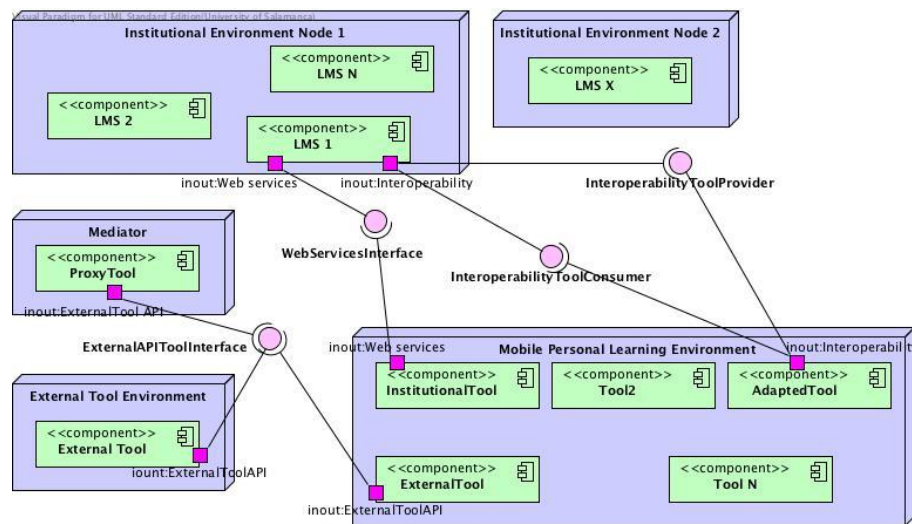 Visual Paradigm for UML Standard Edition(University of Salamanca)
Institutional Environment Node 1
Institutional Environment Node 2
<<component>>
LMS N
<<component>>
LMS X
<<component>>
LMS 2
<<component>>
LMS 1
inout:Web services
inout:Interoperability
InteroperabilityToolProvider
Mediator
<<component>>
ProxyTool
WebServicesInterface
InteroperabilityToolConsumer
inout:ExternalTool API
ExternalAPIToolInterface
inout:Web services
Mobile Personal Learning Environment
inout:Interoperability
External Tool Environment
<<component>>
InstitutionalTool
<<component>>
Tool2
<<component>>
AdaptedTool
<<component>>
External Tool
iount:ExternalToolAPI
<<component>>
ExternalTool
<<component>>
Tool N
inout:ExternalToolAPI